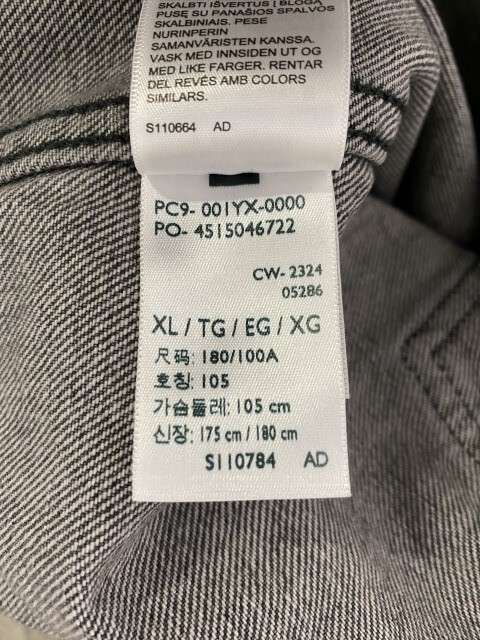 SKALBTI IŠVERTUS Į BLOGĄ
PUSĘ SU PANAŠIOS SPALVOS
SKALBINIAIS. PESE
NURINPERIN
SAMANVÄRISTEN KANSSA.
VASK MED INNSIDEN UT OG
MED LIKE FARGER. RENTAR
DEL REVÉS AMB COLORS
SIMILARS.
S110664 AD
PC9- 001YX-0000
PO- 4515046722
CW- 2324
05286
XL / TG / EG / XG
尺码: 180/100A
호칭: 105
가슴둘레: 105 cm
신장: 175 cm / 180 cm
S110784 AD